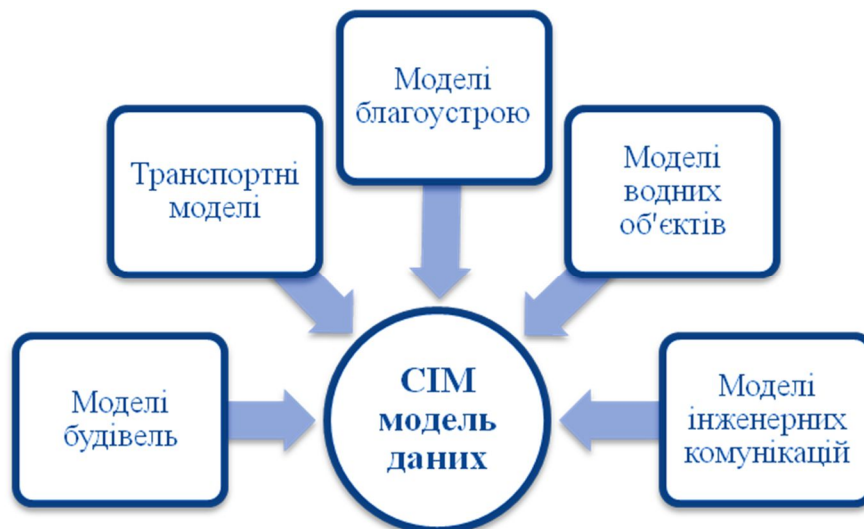 Моделі
благоустрою
Транспортні
моделі
Моделі
водних
об'єктів
Моделі
будівель
СІМ
модель
даних
Моделі
інженерних
комунікацій